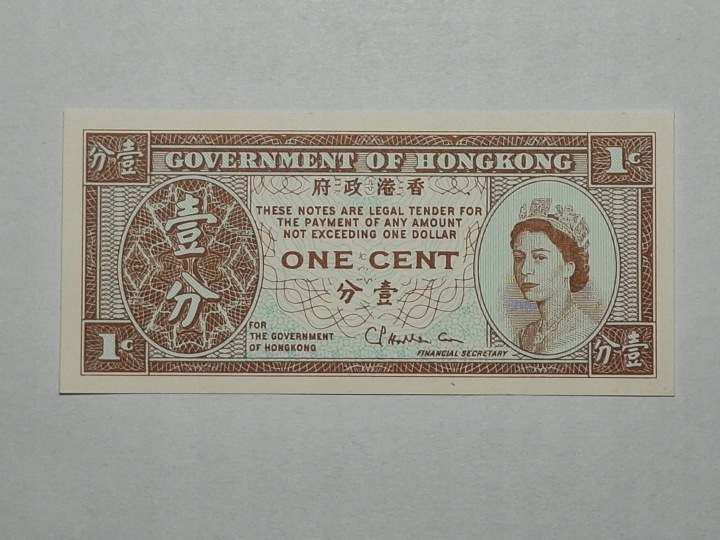 分壹
GOVERNMENT OF HONGKONG
1c
府政港香
壹
分
THESE NOTES ARE LEGAL TENDER FOR
THE PAYMENT OF ANY AMOUNT
NOT EXCEEDING ONE DOLLAR
ONE CENT
分壹
FOR
THE GOVERNMENT
OF HONGKONG
FINANCIAL SECRETARY
1c
分壹